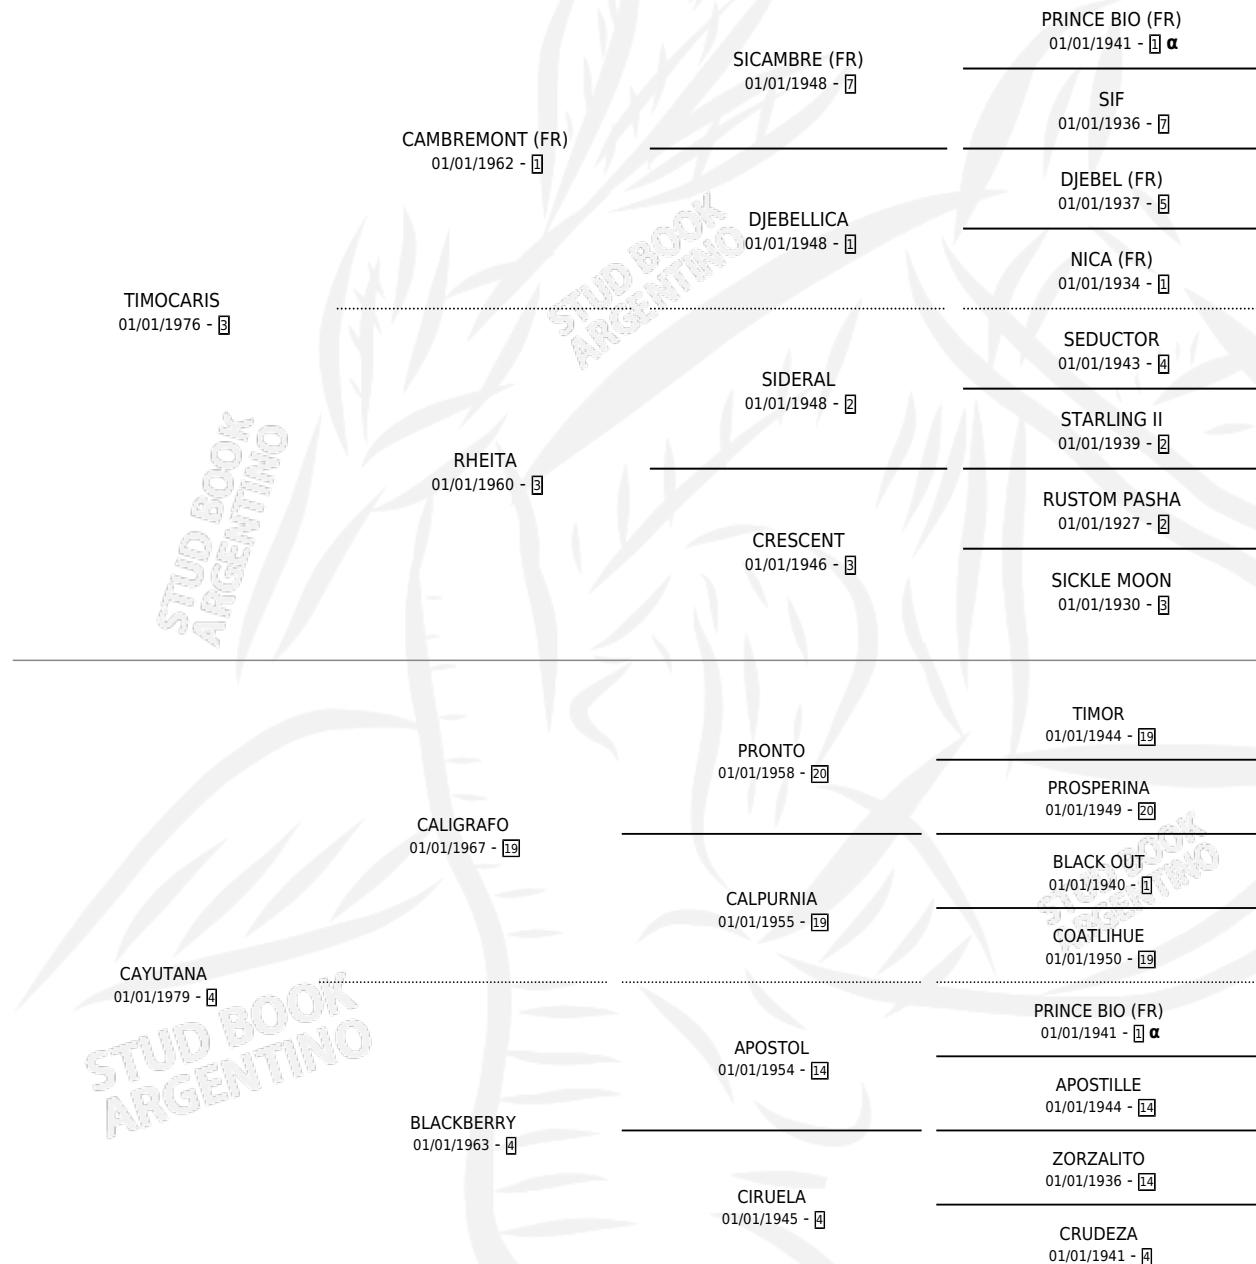 PRINCE BIO (FR)
01/01/1941 - 1 α
SICAMBRE (FR)
01/01/1948 - 7
SIF
01/01/1936 - 7
CAMBREMONT (FR)
01/01/1962 - 1
DJEBEL (FR)
01/01/1937 - 5
DJEBELLICA
01/01/1948 - 1
NICA (FR)
01/01/1934 - 1
TIMOCARIS
01/01/1976 - 3
SEDUCTOR
01/01/1943 - 4
SIDERAL
01/01/1948 - 2
STARLING II
01/01/1939 - 2
RHEITA
01/01/1960 - 3
RUSTOM PASHA
01/01/1927 - 2
CRESCENT
01/01/1946 - 3
SICKLE MOON
01/01/1930 - 3
TIMOR
01/01/1944 - 19
PRONTO
01/01/1958 - 20
PROSPERINA
01/01/1949 - 20
CALIGRAFO
01/01/1967 - 19
BLACK OUT
01/01/1940 - 1
CALPURNIA
01/01/1955 - 19
COATLIHUE
01/01/1950 - 19
CAYUTANA
01/01/1979 - 4
PRINCE BIO (FR)
01/01/1941 - 1 α
APOSTOL
01/01/1954 - 14
APOSTILLE
01/01/1944 - 14
BLACKBERRY
01/01/1963 - 4
ZORZALITO
01/01/1936 - 14
CIRUELA
01/01/1945 - 4
CRUDEZA
01/01/1941 - 4
STUD BOOK
ARGENTINO
STUD BOOK
ARGENTINO
STUD BOOK
ARGENTINO
STUD BOOK
ARGENTINO